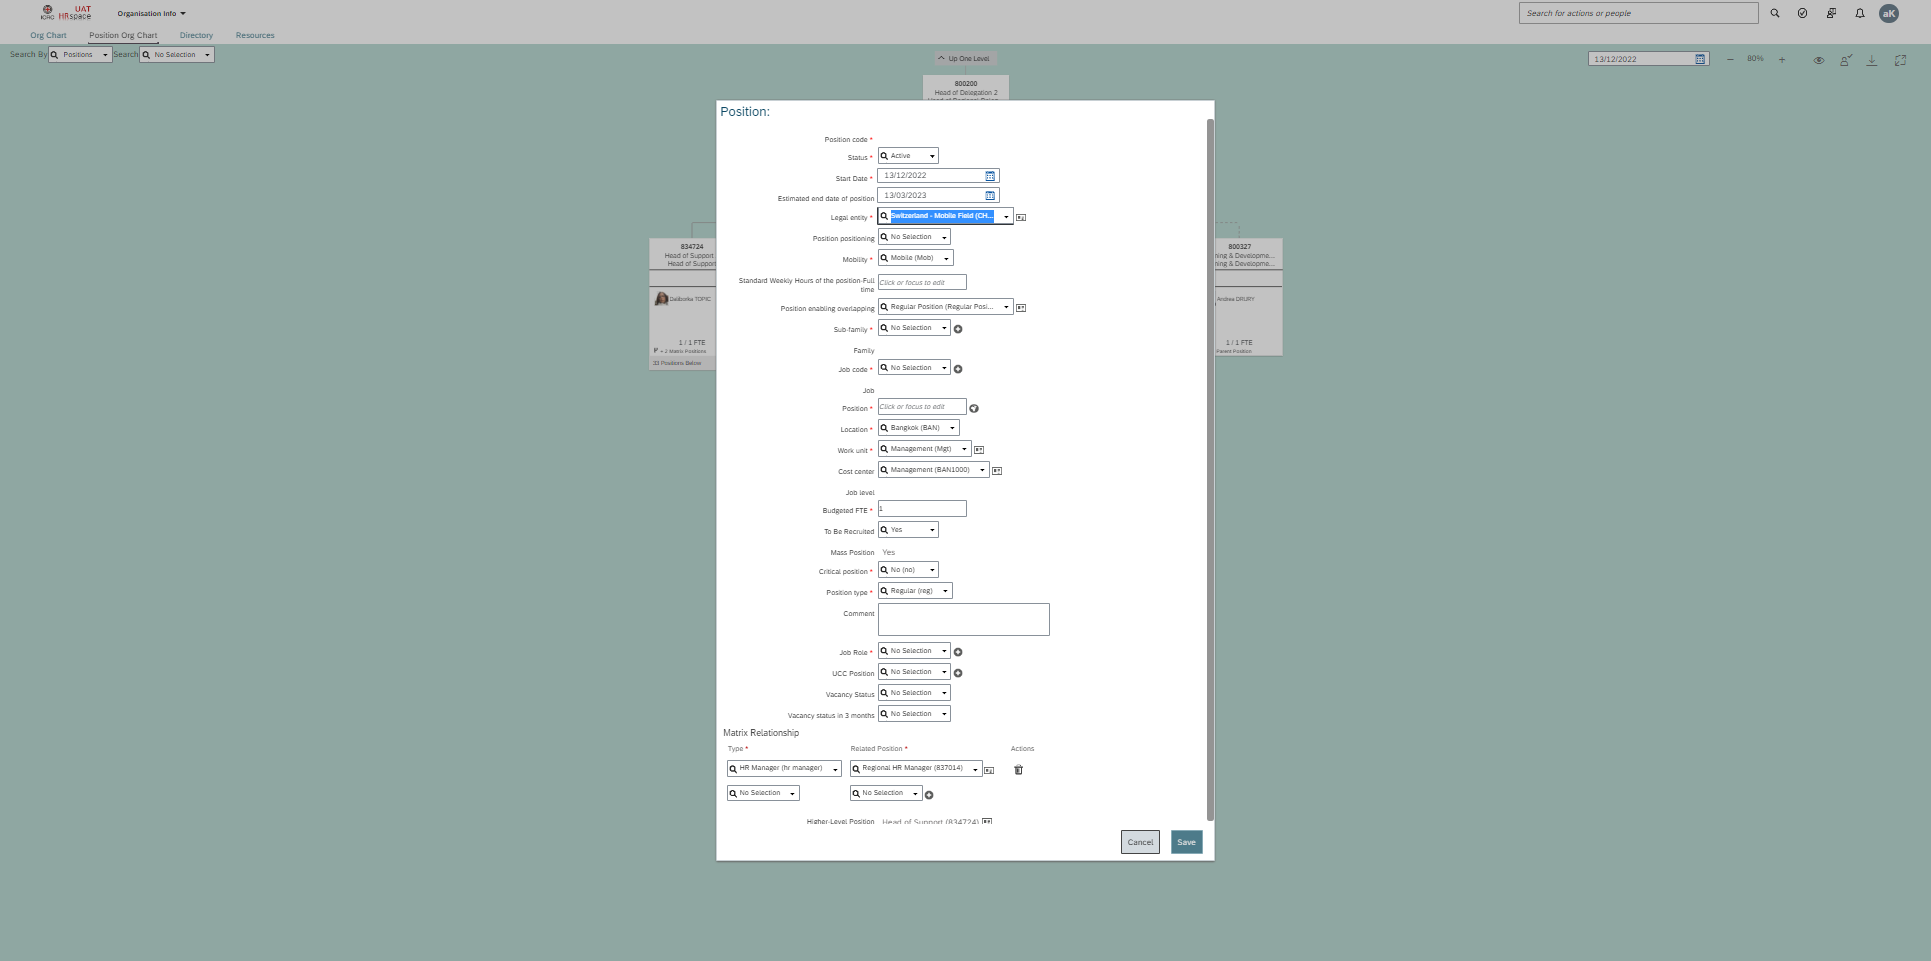 ICRC
UAT
HRspace
Organisation Info
Search for actions or people
aK
Org Chart
Position Org Chart
Directory
Resources
Search By
Positions
Search
No Selection
Up One Level
13/12/2022
80%
800200
Head of Delegation 2
834724
Head of Support
Head of Support
Daliborka TOPIC
1 / 1 FTE
+ 2 Matrix Positions
33 Positions Below
800327
ning & Developme...
ning & Developme...
Andrea DRURY
1 / 1 FTE
Parent Position
Position:
Position code *
Status * Active
Start Date * 13/12/2022
Estimated end date of position 13/03/2023
Legal entity * Switzerland - Mobile Field (CH...
Position positioning No Selection
Mobility * Mobile (Mob)
Standard Weekly Hours of the position-Full
time
Click or focus to edit
Position enabling overlapping Regular Position (Regular Posi...
Sub-family * No Selection
Family
Job code * No Selection
Job
Position * Click or focus to edit
Location * Bangkok (BAN)
Work unit * Management (Mgt)
Cost center Management (BAN1000)
Job level
Budgeted FTE * 1
To Be Recruited Yes
Mass Position Yes
Critical position * No (no)
Position type * Regular (reg)
Comment
Job Role * No Selection
UCC Position No Selection
Vacancy Status No Selection
Vacancy status in 3 months No Selection
Matrix Relationship
Type * Related Position * Actions
HR Manager (hr manager) Regional HR Manager (837014)
No Selection No Selection
Higher-Level Position Head of Support (834724)
Cancel Save